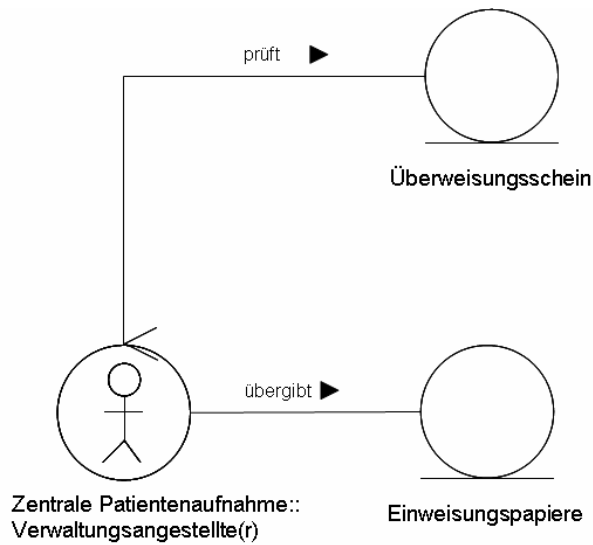 prüft
Überweisungsschein
übergibt
Zentrale Patientenaufnahme::
Verwaltungsangestellte(r)
Einweisungspapiere